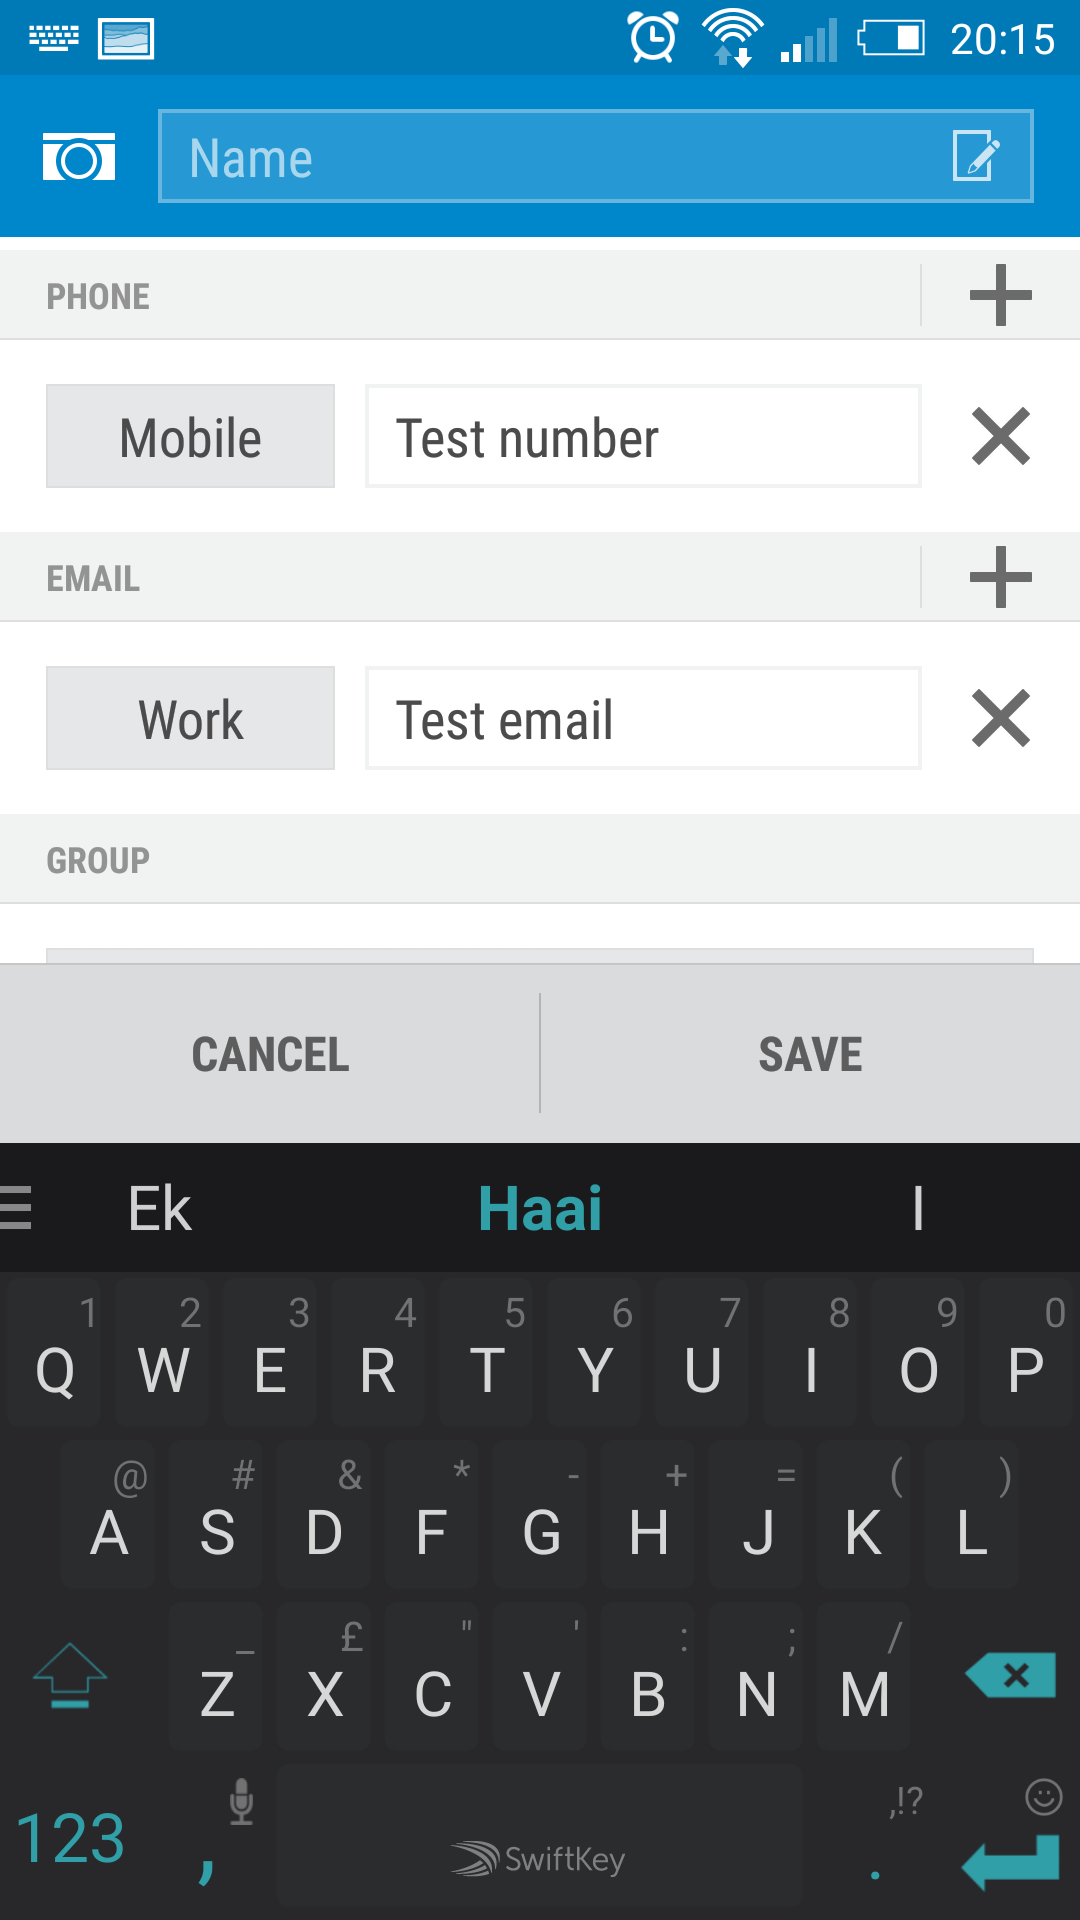 20:15
Name
PHONE
Mobile Test number
EMAIL
Work Test email
GROUP
CANCEL SAVE
Ek Haai I
1 2 3 4 5 6 7 8 9 0
Q W E R T Y U I O P
@ # & * - + = ( )
A S D F G H J K L
_ £ " ' : ; /
Z X C V B N M
,!?
123 , SwiftKey .